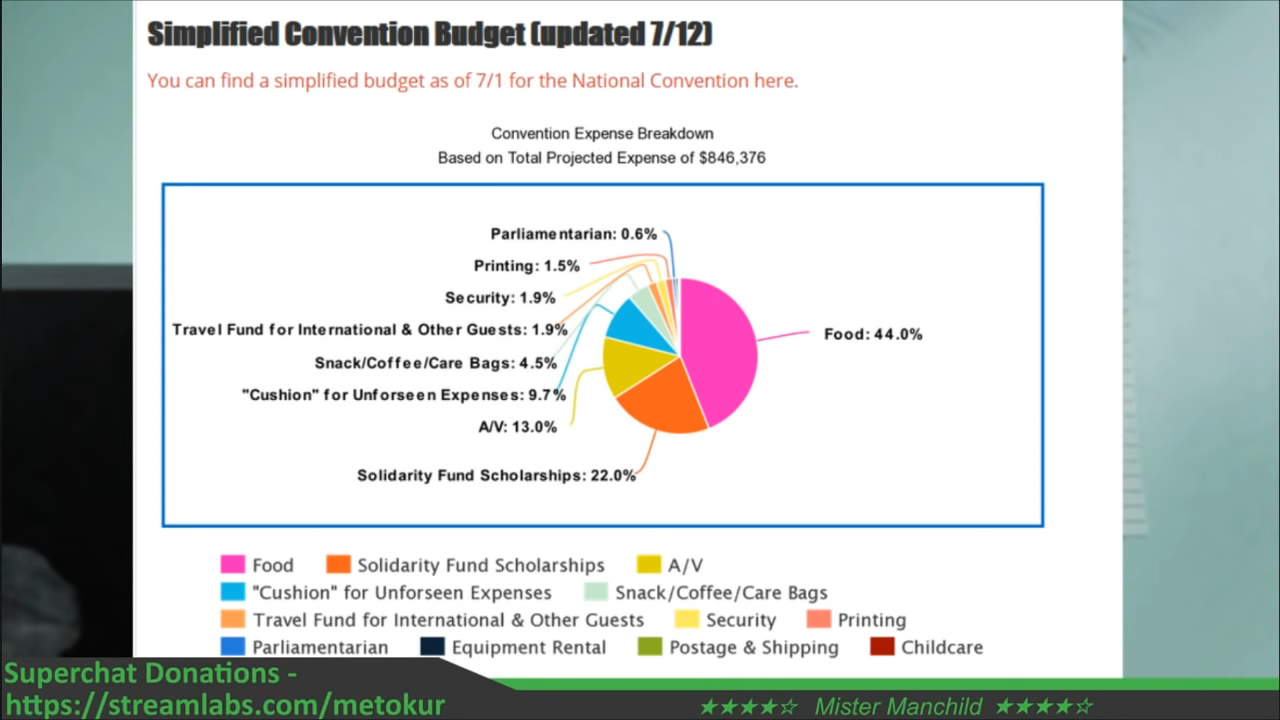 Simplified Convention Budget (updated 7/12)
You can find a simplified budget as of 7/1 for the National Convention here.
Convention Expense Breakdown
Based on Total Projected Expense of $846,376
Parliamentarian: 0.6%
Printing: 1.5%
Security: 1.9%
Travel Fund for International & Other Guests: 1.9%
Food: 44.0%
Snack/Coffee/Care Bags: 4.5%
"Cushion" for Unforseen Expenses: 9.7%
A/V: 13.0%
Solidarity Fund Scholarships: 22.0%
Food Solidarity Fund Scholarships A/V
"Cushion" for Unforseen Expenses Snack/Coffee/Care Bags
Travel Fund for International & Other Guests Security Printing
Parliamentarian Equipment Rental Postage & Shipping Childcare
Superchat Donations -
https://streamlabs.com/metokur
★★★★☆ Mister Manchild ★★★★☆